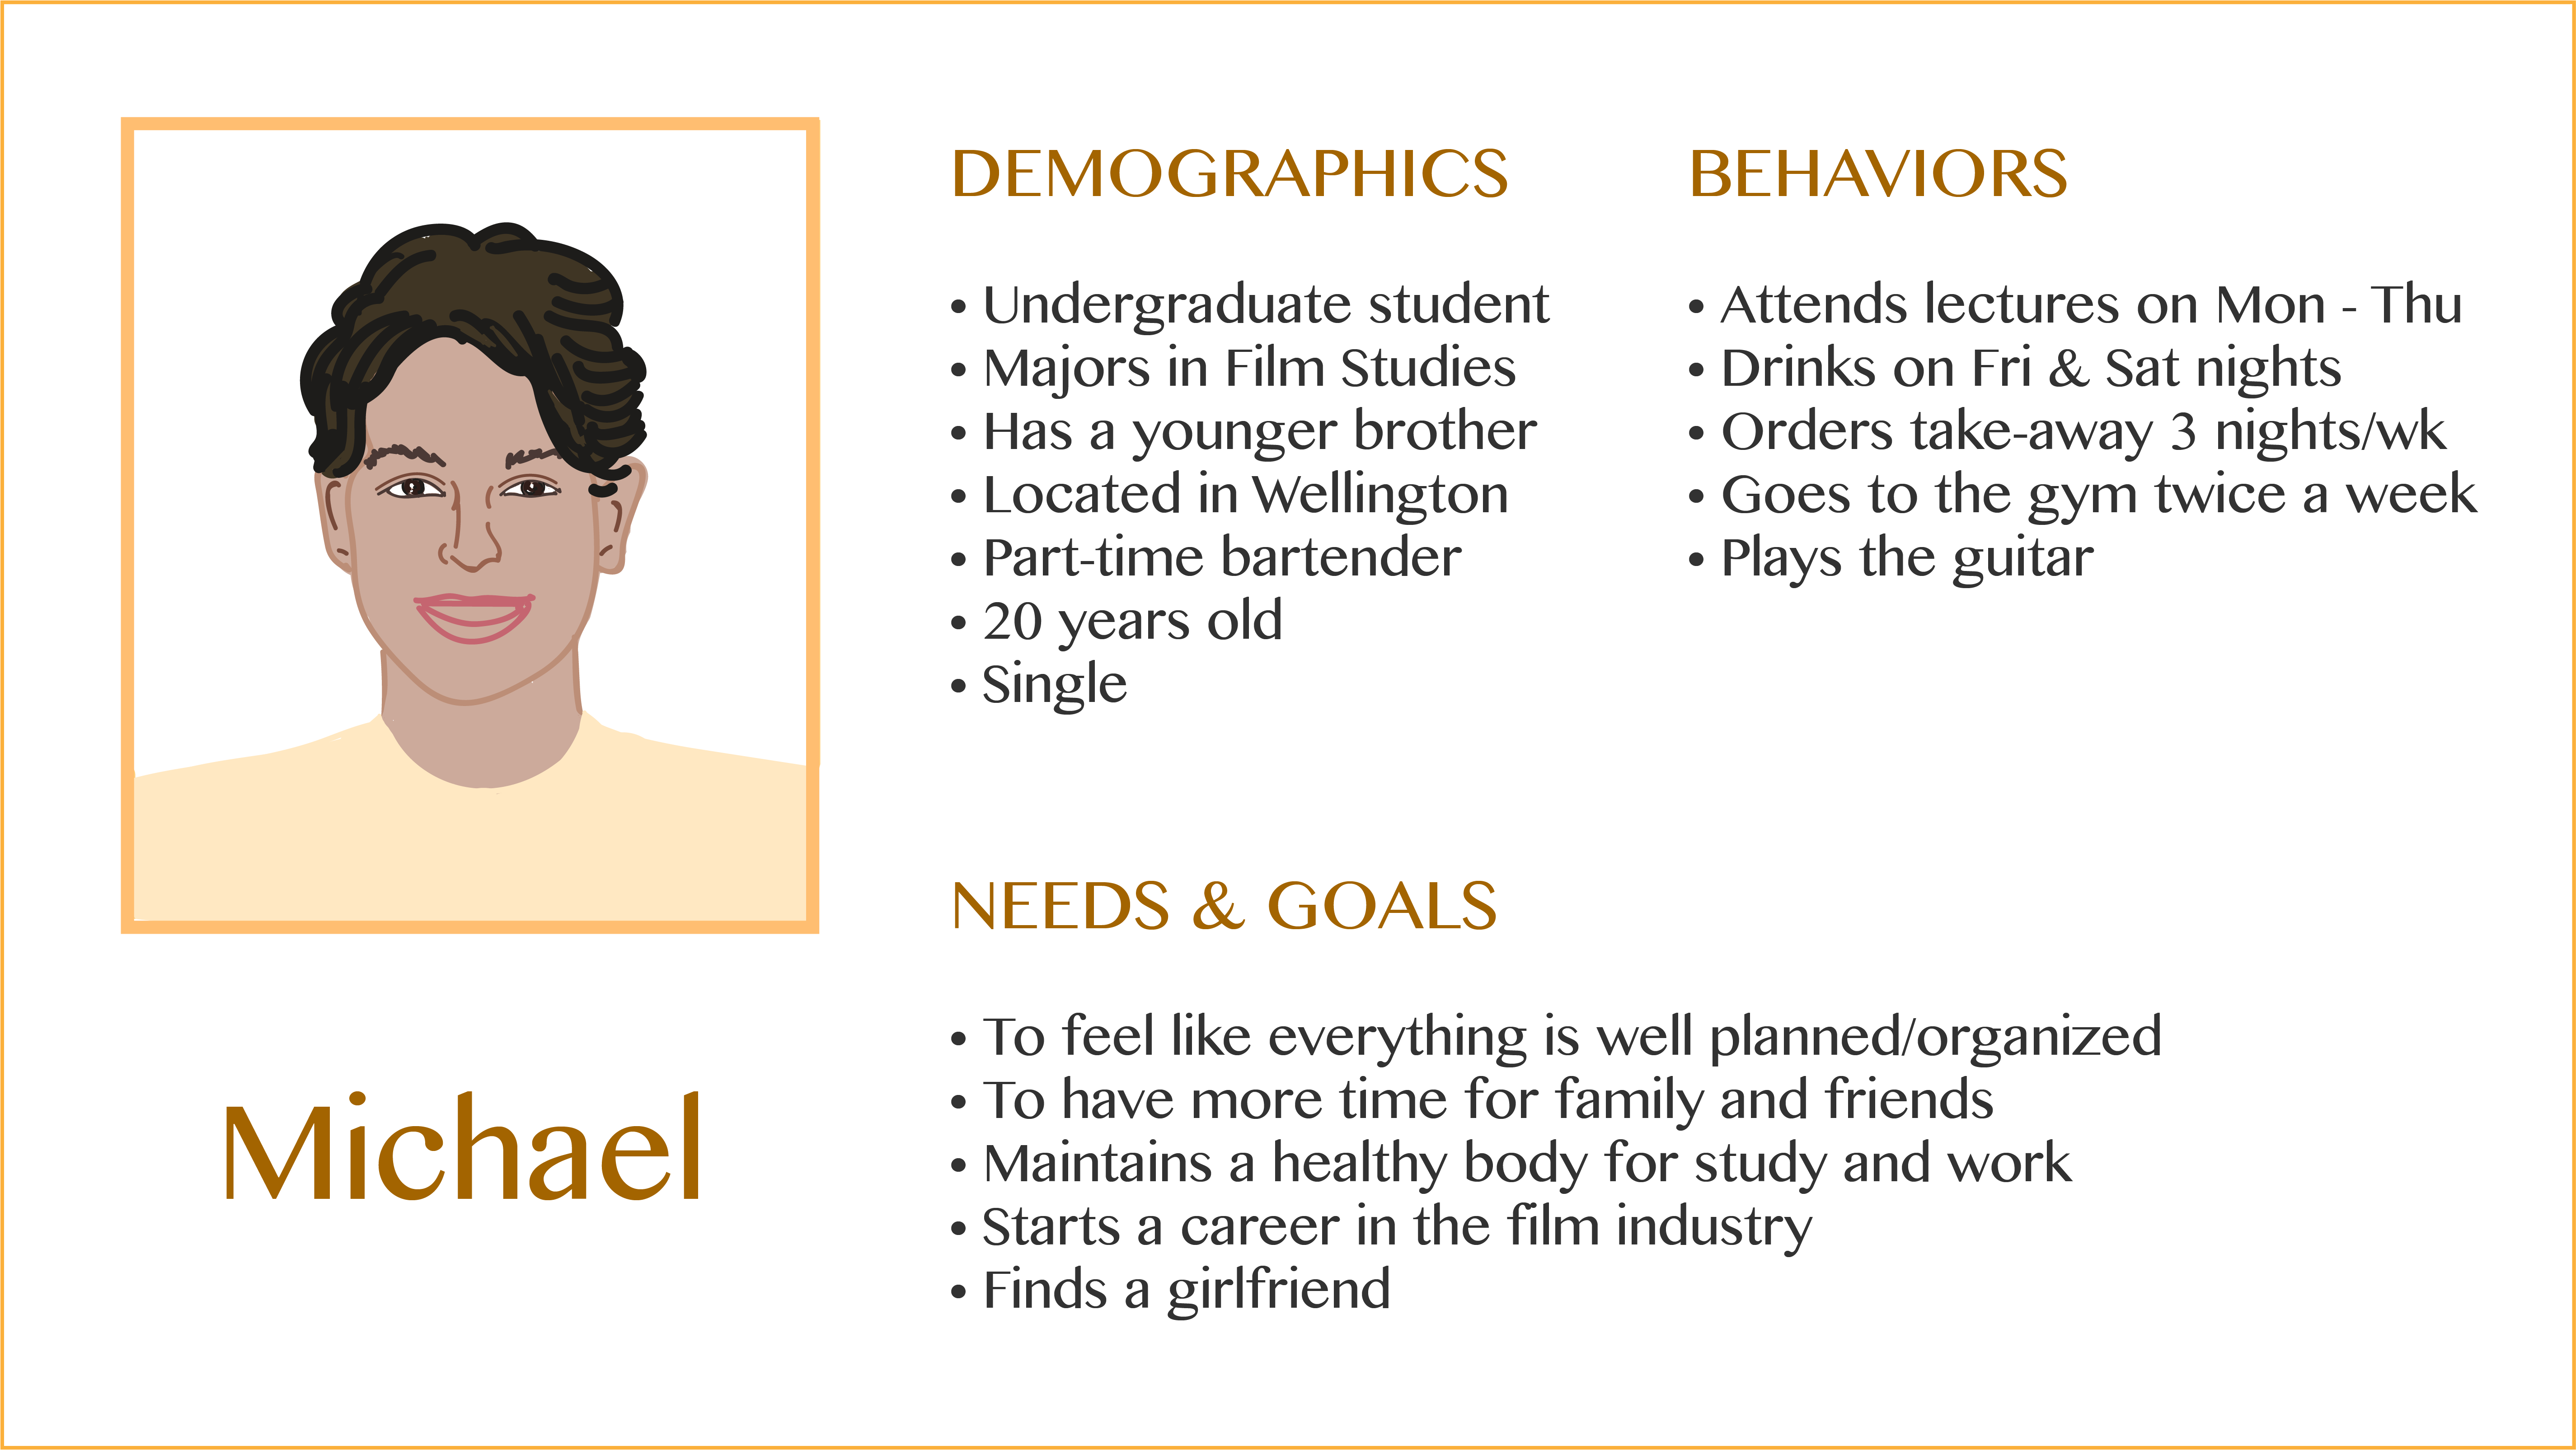 Michael
DEMOGRAPHICS
• Undergraduate student
• Majors in Film Studies
• Has a younger brother
• Located in Wellington
• Part-time bartender
• 20 years old
• Single
BEHAVIORS
• Attends lectures on Mon - Thu
• Drinks on Fri & Sat nights
• Orders take-away 3 nights/wk
• Goes to the gym twice a week
• Plays the guitar
NEEDS & GOALS
• To feel like everything is well planned/organized
• To have more time for family and friends
• Maintains a healthy body for study and work
• Starts a career in the film industry
• Finds a girlfriend